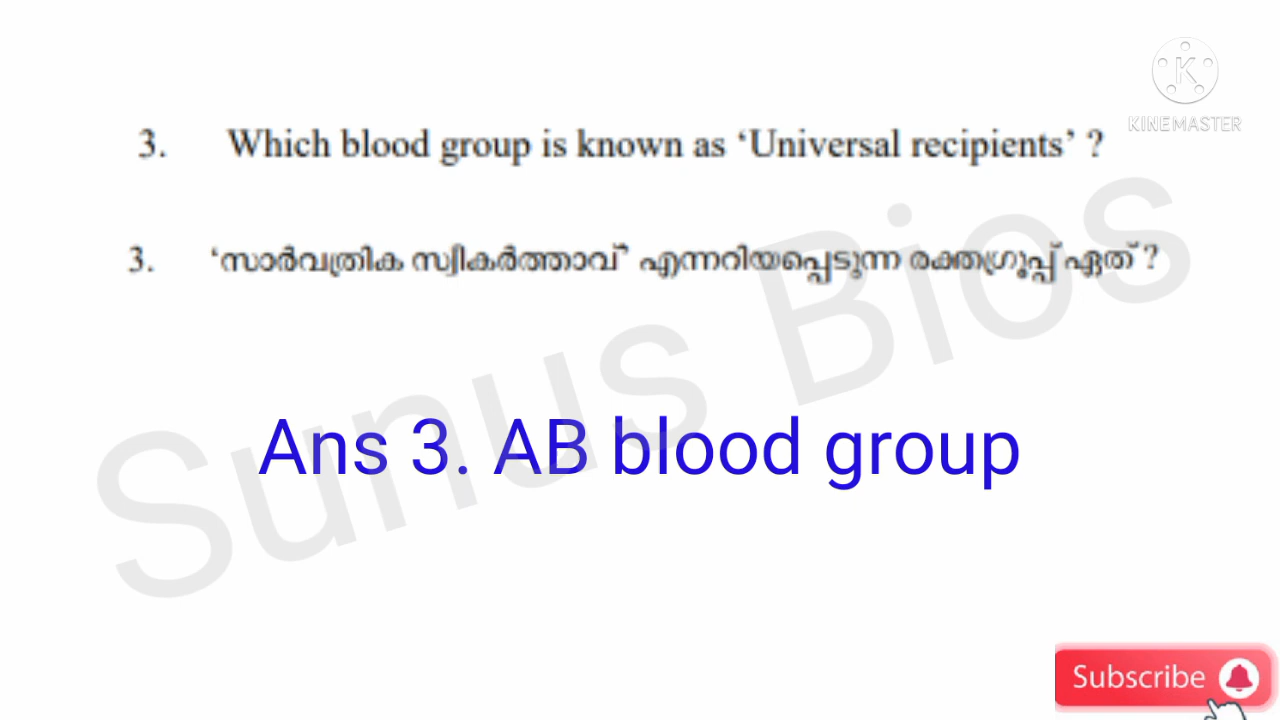 K
KINEMASTER
3. Which blood group is known as ‘Universal recipients’ ?
3. ‘സാർവത്രിക സ്വീകർത്താവ്’ എന്നറിയപ്പെടുന്ന രക്തഗ്രൂപ്പ് ഏത് ?
Sunus Bios
Ans 3. AB blood group
Subscribe